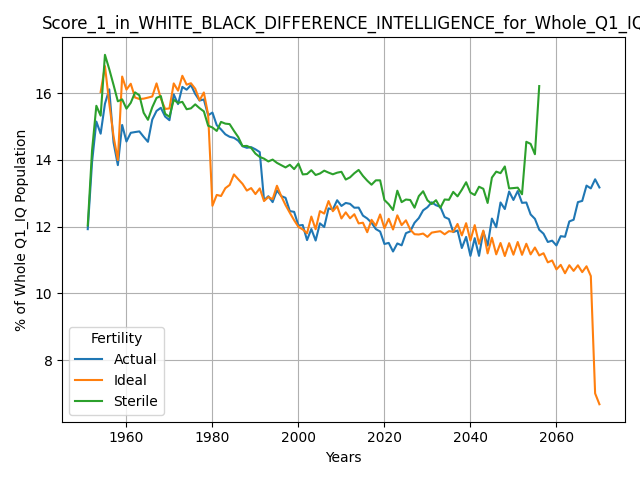 Score_1_in_WHITE_BLACK_DIFFERENCE_INTELLIGENCE_for_Whole_Q1_IQ
16
14
12
10
8
% of Whole Q1_IQ Population
Fertility
Actual
Ideal
Sterile
1960 1980 2000 2020 2040 2060
Years